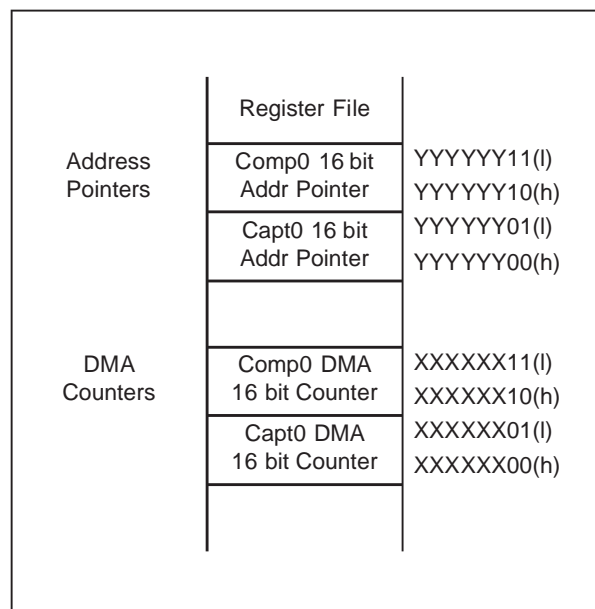 Register File
Address
Pointers
Comp0 16 bit
Addr Pointer
YYYYYY11(l)
YYYYYY10(h)
Capt0 16 bit
Addr Pointer
YYYYYY01(l)
YYYYYY00(h)
DMA
Counters
Comp0 DMA
16 bit Counter
XXXXXX11(l)
XXXXXX10(h)
Capt0 DMA
16 bit Counter
XXXXXX01(l)
XXXXXX00(h)